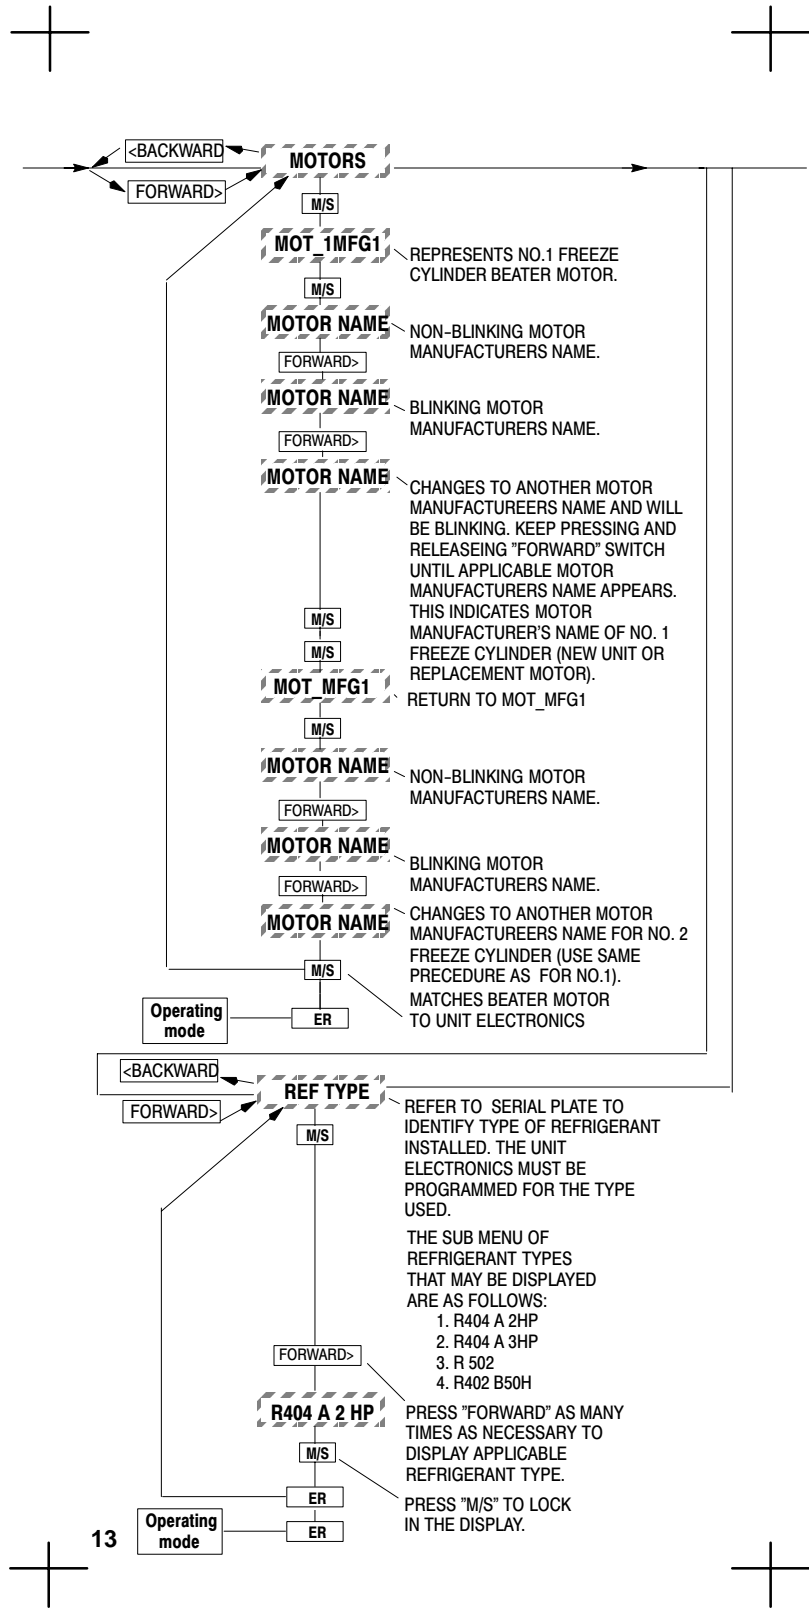 <BACKWARD
MOTORS
FORWARD>
M/S
MOT_1MFG1
REPRESENTS NO.1 FREEZE
CYLINDER BEATER MOTOR.
M/S
MOTOR NAME
NON-BLINKING MOTOR
MANUFACTURERS NAME.
FORWARD>
MOTOR NAME
BLINKING MOTOR
MANUFACTURERS NAME.
FORWARD>
MOTOR NAME
CHANGES TO ANOTHER MOTOR
MANUFACTUREERS NAME AND WILL
BE BLINKING. KEEP PRESSING AND
RELEASEING "FORWARD" SWITCH
UNTIL APPLICABLE MOTOR
MANUFACTURERS NAME APPEARS.
THIS INDICATES MOTOR
MANUFACTURER'S NAME OF NO. 1
FREEZE CYLINDER (NEW UNIT OR
REPLACEMENT MOTOR).
M/S
M/S
MOT_MFG1
RETURN TO MOT_MFG1
M/S
MOTOR NAME
NON-BLINKING MOTOR
MANUFACTURERS NAME.
FORWARD>
MOTOR NAME
BLINKING MOTOR
MANUFACTURERS NAME.
FORWARD>
MOTOR NAME
CHANGES TO ANOTHER MOTOR
MANUFACTUREERS NAME FOR NO. 2
FREEZE CYLINDER (USE SAME
PRECEDURE AS FOR NO.1).
M/S
MATCHES BEATER MOTOR
TO UNIT ELECTRONICS
Operating
mode
ER
<BACKWARD
REF TYPE
FORWARD>
REFER TO SERIAL PLATE TO
IDENTIFY TYPE OF REFRIGERANT
INSTALLED. THE UNIT
ELECTRONICS MUST BE
PROGRAMMED FOR THE TYPE
USED.
M/S
THE SUB MENU OF
REFRIGERANT TYPES
THAT MAY BE DISPLAYED
ARE AS FOLLOWS:
1. R404 A 2HP
2. R404 A 3HP
3. R 502
4. R402 B50H
FORWARD>
R404 A 2 HP
PRESS "FORWARD" AS MANY
TIMES AS NECESSARY TO
DISPLAY APPLICABLE
REFRIGERANT TYPE.
M/S
PRESS "M/S" TO LOCK
IN THE DISPLAY.
ER
Operating
mode
ER
13